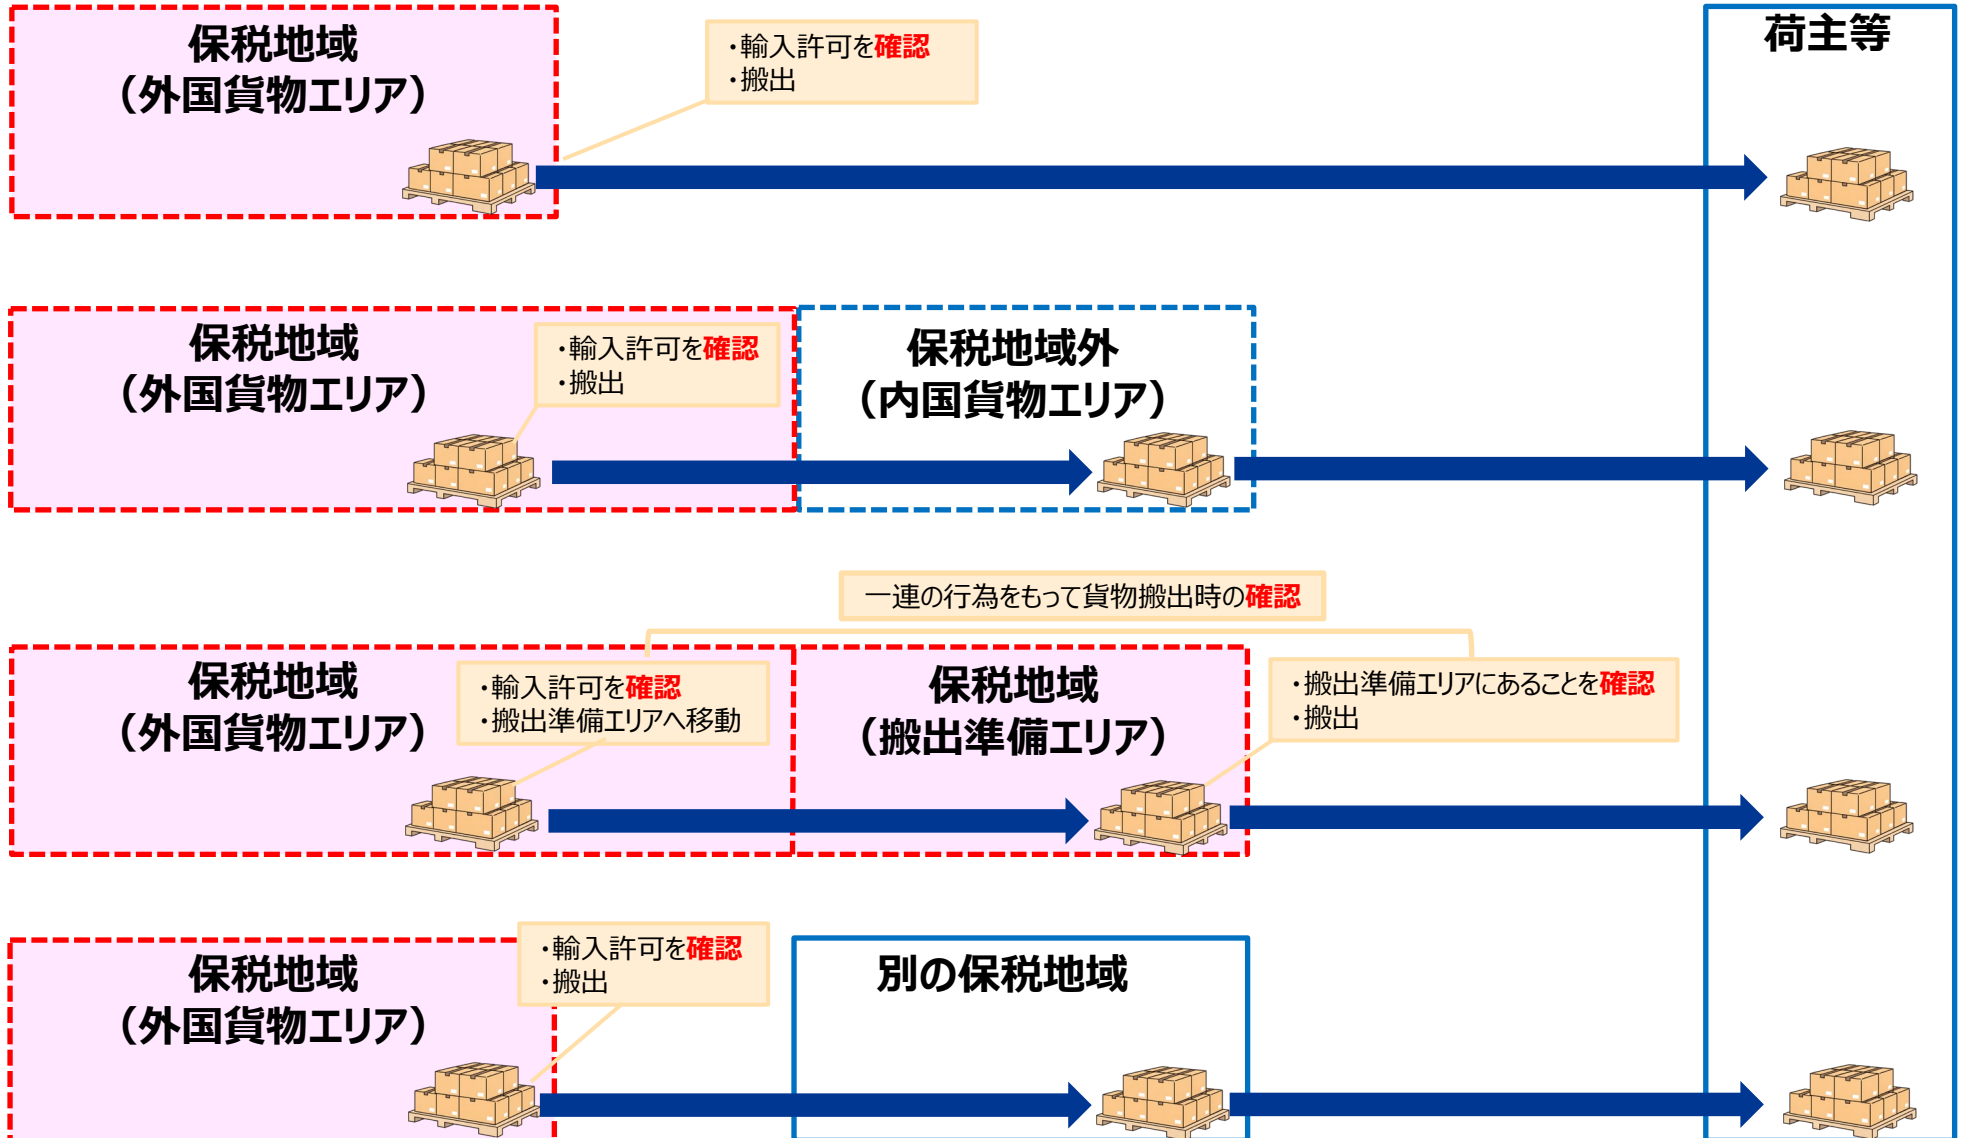 保税地域
（外国貨物エリア）
・輸入許可を確認
・搬出
荷主等
保税地域
（外国貨物エリア）
・輸入許可を確認
・搬出
保税地域外
（内国貨物エリア）
一連の行為をもって貨物搬出時の確認
保税地域
（外国貨物エリア）
・輸入許可を確認
・搬出準備エリアへ移動
保税地域
（搬出準備エリア）
・搬出準備エリアにあることを確認
・搬出
保税地域
（外国貨物エリア）
・輸入許可を確認
・搬出
別の保税地域